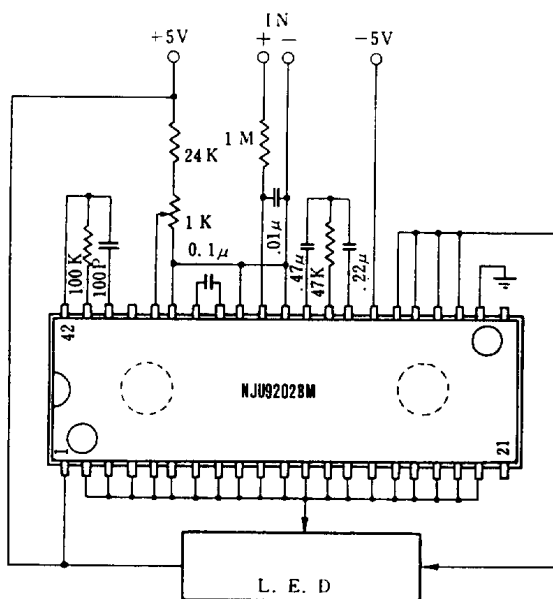 IN
+5V + − −5V
24K
1M
1K
.01μ
0.1μ
100K
100P
.47μ
47K
.22μ
42
NJU9202BM
1
21
L. E. D